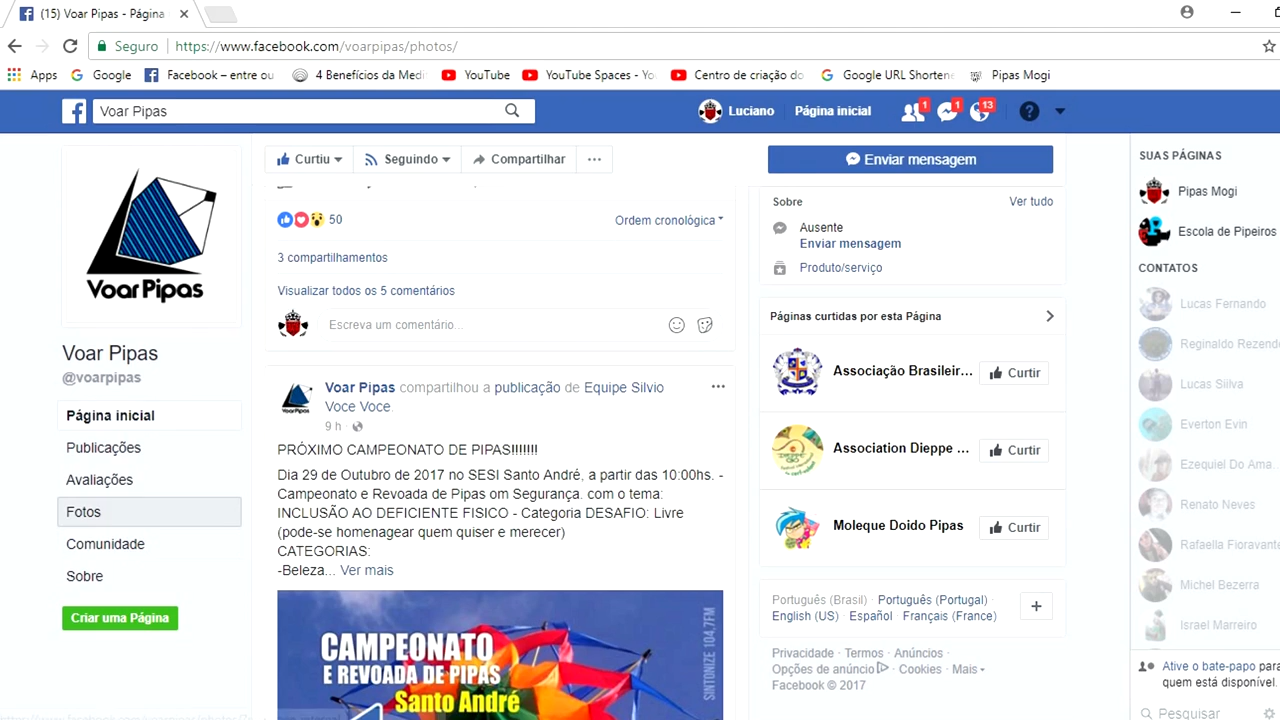 (15) Voar Pipas - Página
Seguro
https://www.facebook.com/voarpipas/photos/
Apps
Google
Facebook – entre ou
4 Benefícios da Medi
YouTube
YouTube Spaces - Yo
Centro de criação do
Google URL Shortene
Pipas Mogi
Voar Pipas
Luciano
Página inicial
1
1
13
Voar Pipas
Voar Pipas
@voarpipas
Página inicial
Publicações
Avaliações
Fotos
Comunidade
Sobre
Criar uma Página
Curtiu
Seguindo
Compartilhar
50
Ordem cronológica
3 compartilhamentos
Visualizar todos os 5 comentários
Escreva um comentário...
Voar Pipas compartilhou a publicação de Equipe Silvio
Voce Voce.
9 h ·
PRÓXIMO CAMPEONATO DE PIPAS!!!!!!!
Dia 29 de Outubro de 2017 no SESI Santo André, a partir das 10:00hs. -
Campeonato e Revoada de Pipas om Segurança. com o tema:
INCLUSÃO AO DEFICIENTE FISICO - Categoria DESAFIO: Livre
(pode-se homenagear quem quiser e merecer)
CATEGORIAS:
-Beleza... Ver mais
CAMPEONATO
E REVOADA DE PIPAS
Santo André
SINTONIZE 104,7FM
Enviar mensagem
Sobre
Ver tudo
Ausente
Enviar mensagem
Produto/serviço
Páginas curtidas por esta Página
Associação Brasileir...
Curtir
Association Dieppe ...
Curtir
Moleque Doido Pipas
Curtir
Português (Brasil) · Português (Portugal) ·
English (US) · Español · Français (France)
Privacidade · Termos · Anúncios ·
Opções de anúncio · Cookies · Mais
Facebook © 2017
SUAS PÁGINAS
Pipas Mogi
Escola de Pipeiros
CONTATOS
Lucas Fernando
Reginaldo Rezende
Lucas Siilva
Everton Evin
Ezequiel Do Ama...
Renato Neves
Rafaella Fioravante
Michel Bezerra
Israel Marreiro
Ative o bate-papo para
quem está disponível.
Pesquisar